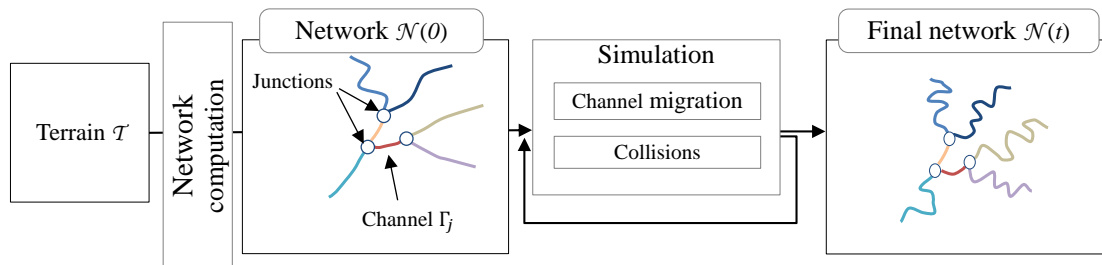 Terrain 𝒯
Network
computation
Network 𝒩(0)
Junctions
Channel Γj
Simulation
Channel migration
Collisions
Final network 𝒩(t)